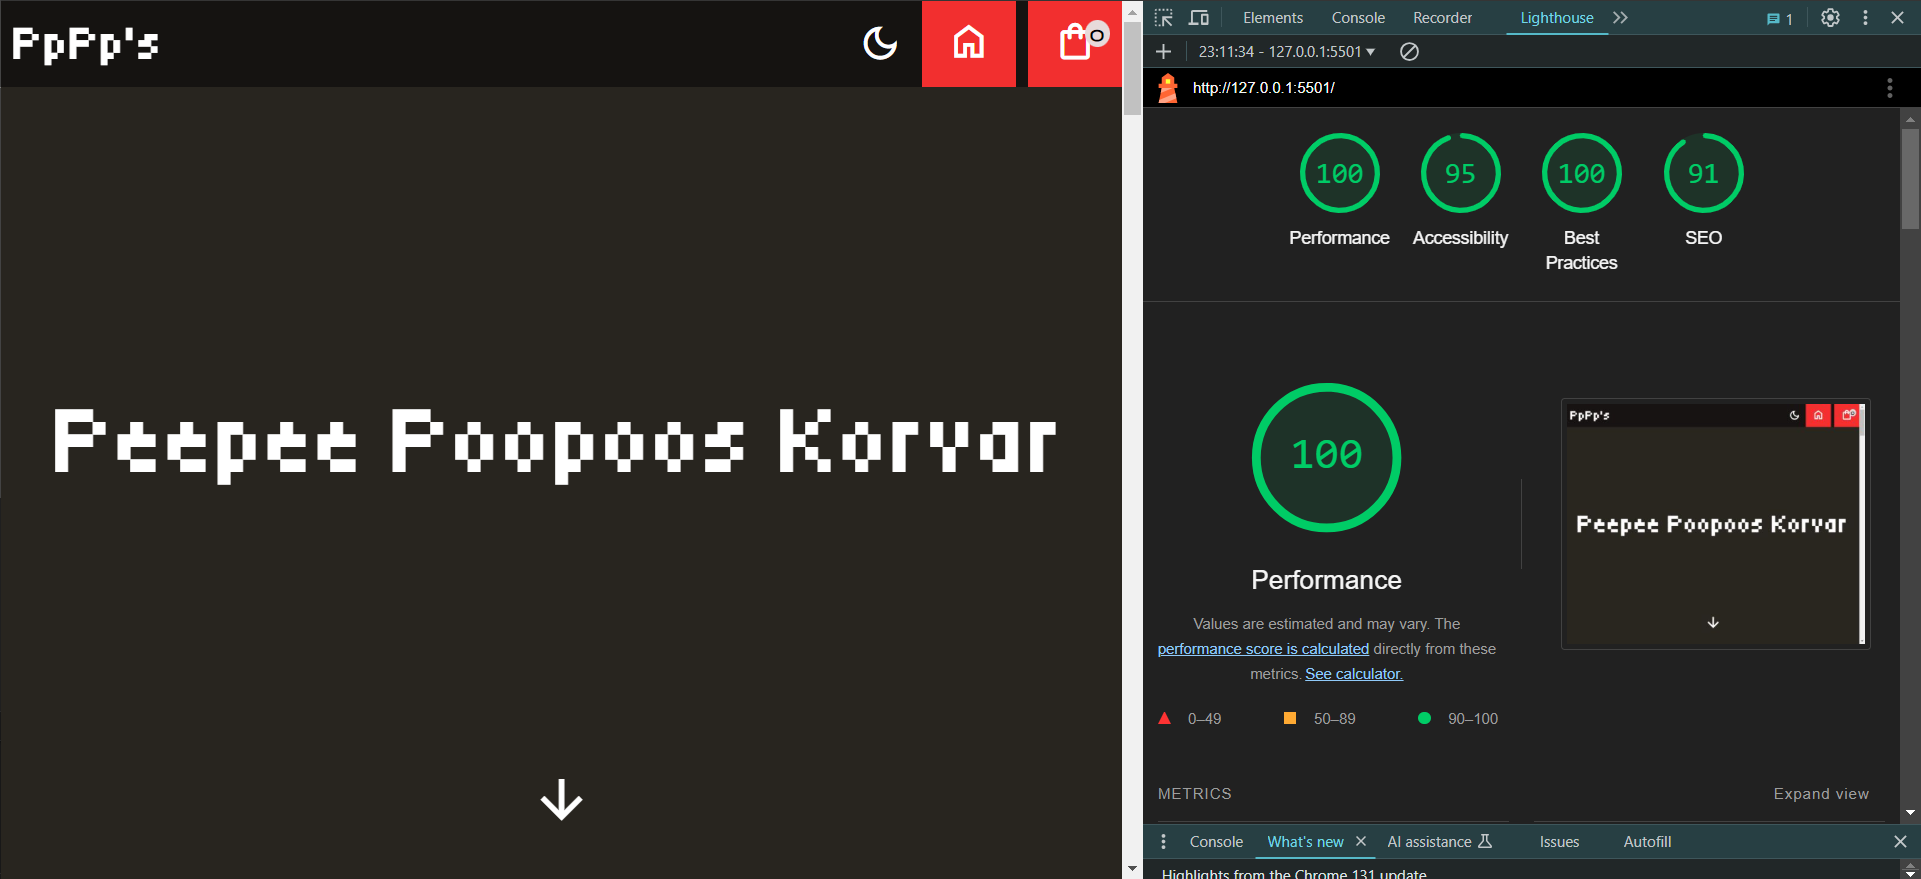 PpPp's
0
Peepee Poopoos Korvar
Elements Console Recorder Lighthouse 1
23:11:34 - 127.0.0.1:5501
http://127.0.0.1:5501/
100 95 100 91
Performance Accessibility Best Practices SEO
100
Performance
Values are estimated and may vary. The
performance score is calculated directly from these
metrics. See calculator.
0–49 50–89 90–100
PpPp's
Peepee Poopoos Korvar
METRICS Expand view
Console What's new AI assistance Issues Autofill
Highlights from the Chrome 131 update